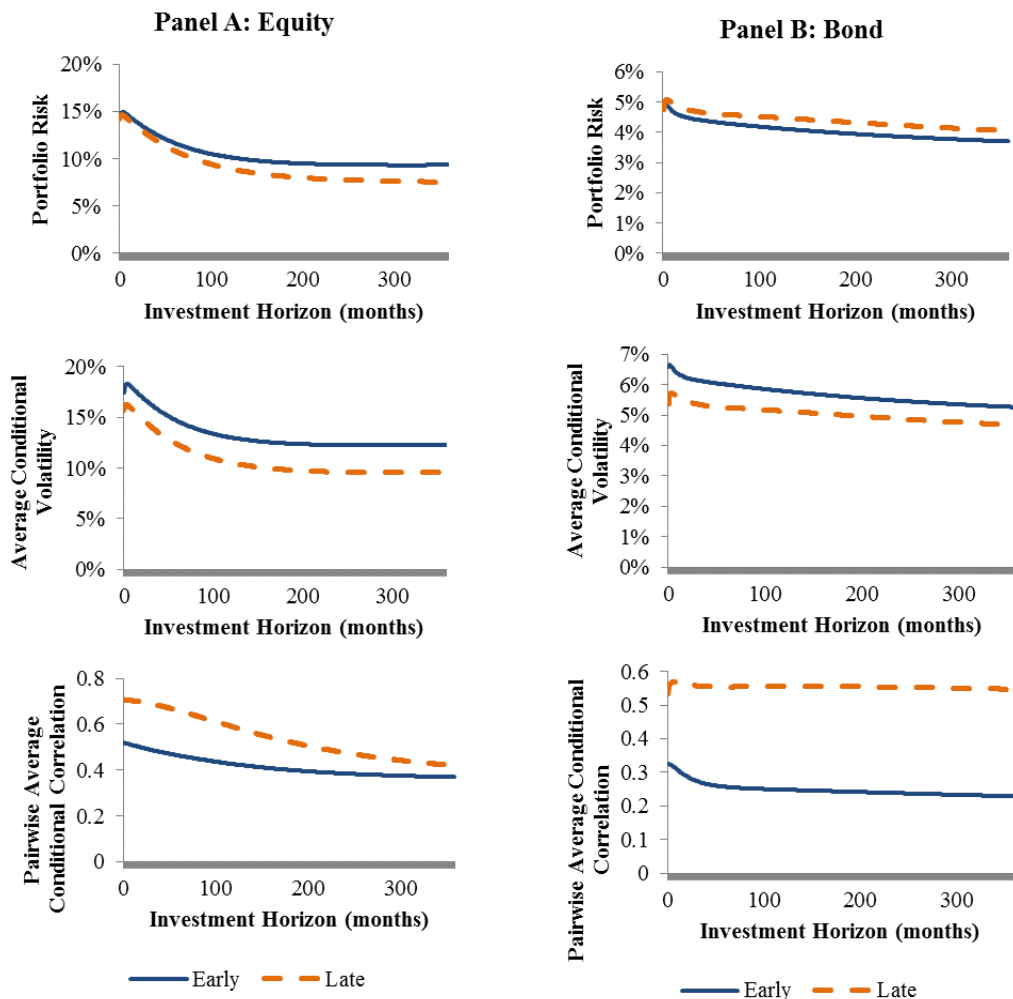 Panel A: Equity
20%
15%
10%
5%
0%
Portfolio Risk
0 100 200 300
Investment Horizon (months)
20%
15%
10%
5%
0%
Average Conditional
Volatility
0 100 200 300
Investment Horizon (months)
0.8
0.6
0.4
0.2
0
Pairwise Average
Conditional Correlation
0 100 200 300
Investment Horizon (months)
Early Late
Panel B: Bond
6%
5%
4%
3%
2%
1%
0%
Portfolio Risk
0 100 200 300
Investment Horizon (months)
7%
6%
5%
4%
3%
2%
1%
0%
Average Conditional
Volatility
0 100 200 300
Investment Horizon (months)
0.6
0.5
0.4
0.3
0.2
0.1
0
Pairwise Average Conditional
Correlation
0 100 200 300
Investment Horizon (months)
Early Late